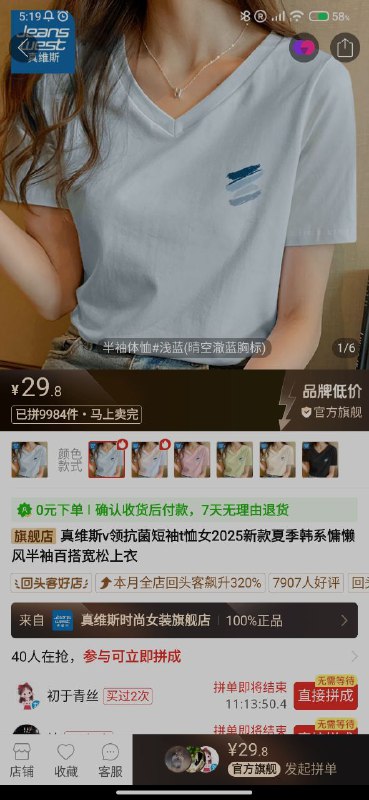 5:19
58%
Jeans
West
真维斯
半袖体恤#浅蓝(晴空澈蓝胸标)
1/6
¥29.8
品牌低价
已拼9984件·马上卖完
官方旗舰
颜色
款式
0元下单 | 确认收货后付款，7天无理由退货
旗舰店 真维斯v领抗菌短袖t恤女2025新款夏季韩系慵懒
风半袖百搭宽松上衣
回头客好店
本月全店回头客飙升320%
7907人好评
回头
来自 真维斯时尚女装旗舰店 | 100%正品
40人在抢，参与可立即拼成
初于青丝 买过2次
拼单即将结束
11:13:50.4
无需等待
直接拼成
拼单即将结束
无需等待
店铺
收藏
客服
¥29.8
官方旗舰 发起拼单